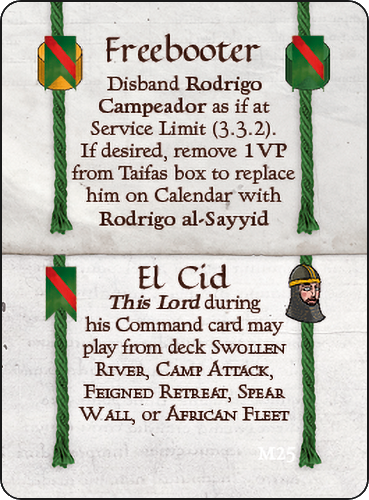 Freebooter
Disband Rodrigo
Campeador as if at
Service Limit (3.3.2).
If desired, remove 1VP
from Taifas box to replace
him on Calendar with
Rodrigo al-Sayyid
El Cid
This Lord during
his Command card may
play from deck Swollen
River, Camp Attack,
Feigned Retreat, Spear
Wall, or African Fleet
M25